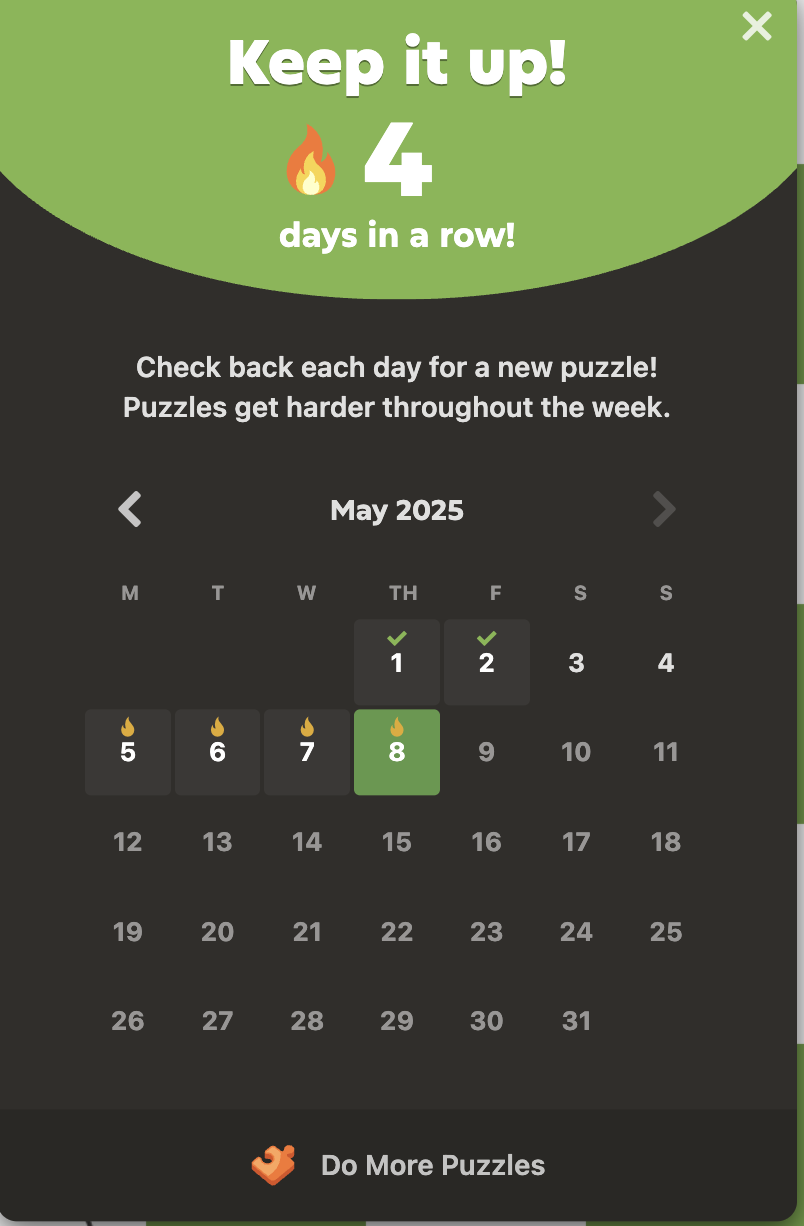 Keep it up!
4
days in a row!
Check back each day for a new puzzle!
Puzzles get harder throughout the week.
May 2025
M T W TH F S S
1 2 3 4
5 6 7 8 9 10 11
12 13 14 15 16 17 18
19 20 21 22 23 24 25
26 27 28 29 30 31
Do More Puzzles